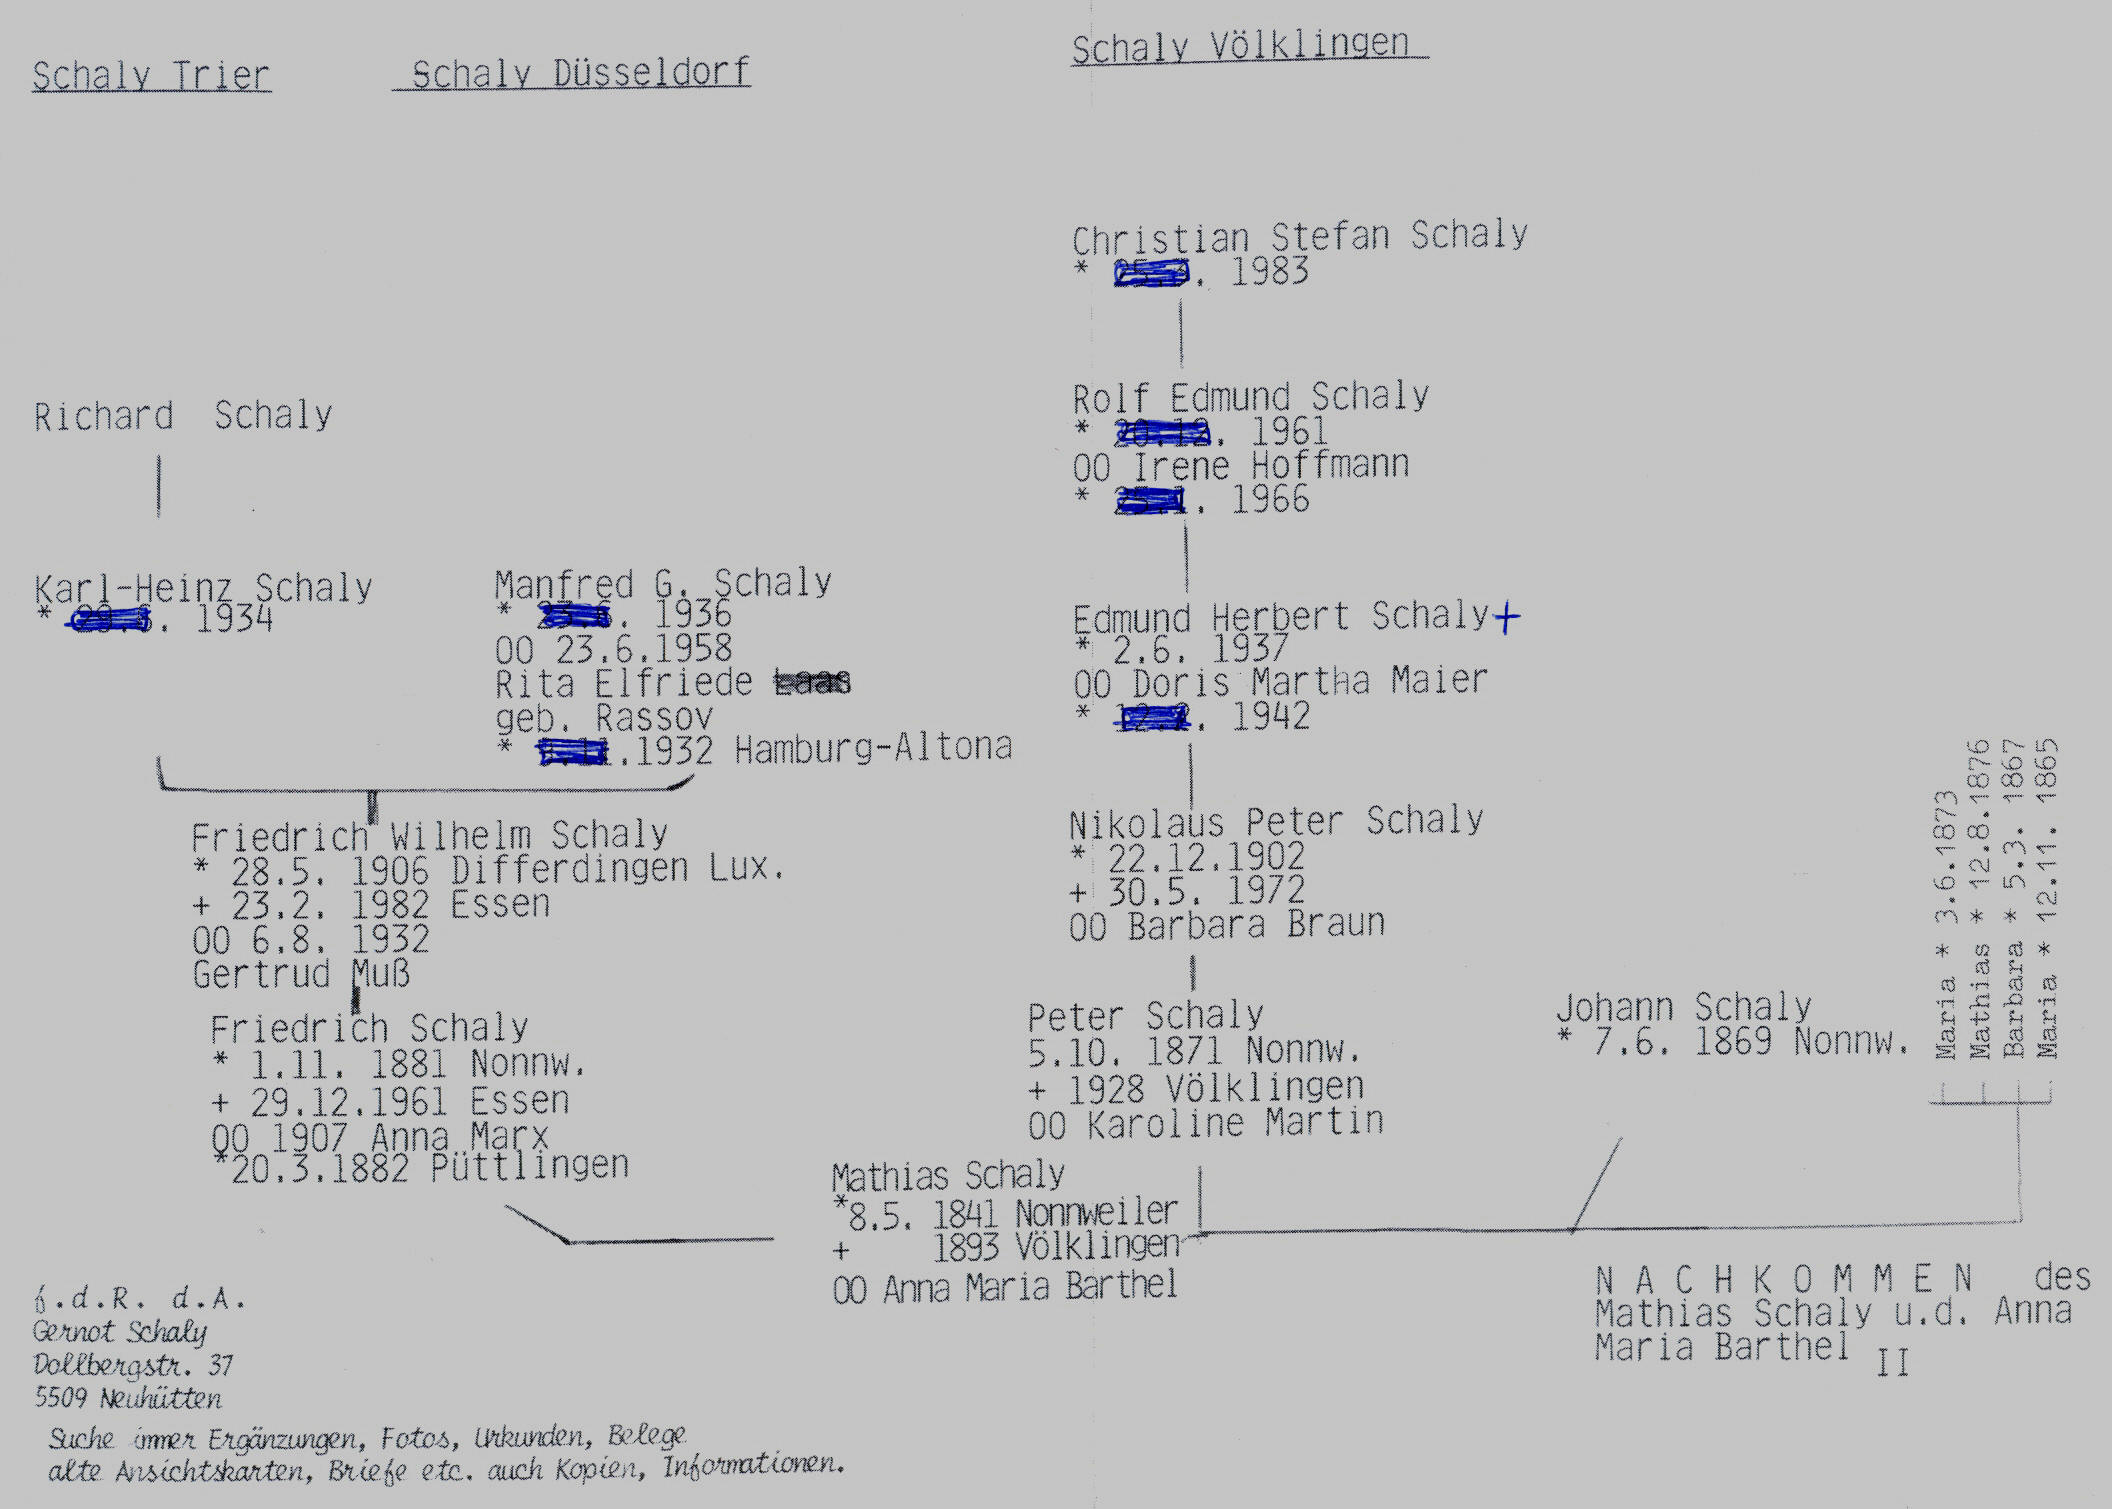 Schaly Trier
Schaly Düsseldorf
Schaly Völklingen
Christian Stefan Schaly
* . 1983
Rolf Edmund Schaly
* . 1961
OO Irene Hoffmann
* . 1966
Richard Schaly
Karl-Heinz Schaly
* . 1934
Manfred G. Schaly
* . 1936
OO 23.6.1958
Rita Elfriede
geb. Rassov
* .1932 Hamburg-Altona
Edmund Herbert Schaly+
* 2.6. 1937
OO Doris Martha Maier
* . 1942
Friedrich Wilhelm Schaly
* 28.5. 1906 Differdingen Lux.
+ 23.2. 1982 Essen
OO 6.8. 1932
Gertrud Muß
Nikolaus Peter Schaly
* 22.12.1902
+ 30.5. 1972
OO Barbara Braun
Friedrich Schaly
* 1.11. 1881 Nonnw.
+ 29.12.1961 Essen
OO 1907 Anna Marx
*20.3.1882 Püttlingen
Peter Schaly
5.10. 1871 Nonnw.
+ 1928 Völklingen
OO Karoline Martin
Johann Schaly
* 7.6. 1869 Nonnw.
Maria * 3.6.1873
Mathias * 12.8.1876
Barbara * 5.3. 1867
Maria * 12.11. 1865
Mathias Schaly
*8.5. 1841 Nonnweiler
+ 1893 Völklingen
OO Anna Maria Barthel
N A C H K O M M E N des
Mathias Schaly u.d. Anna
Maria Barthel II
f.d.R. d.A.
Gernot Schaly
Dollbergstr. 37
5509 Neuhütten
Suche immer Ergänzungen, Fotos, Urkunden, Belege
alte Ansichtskarten, Briefe etc. auch Kopien, Informationen.